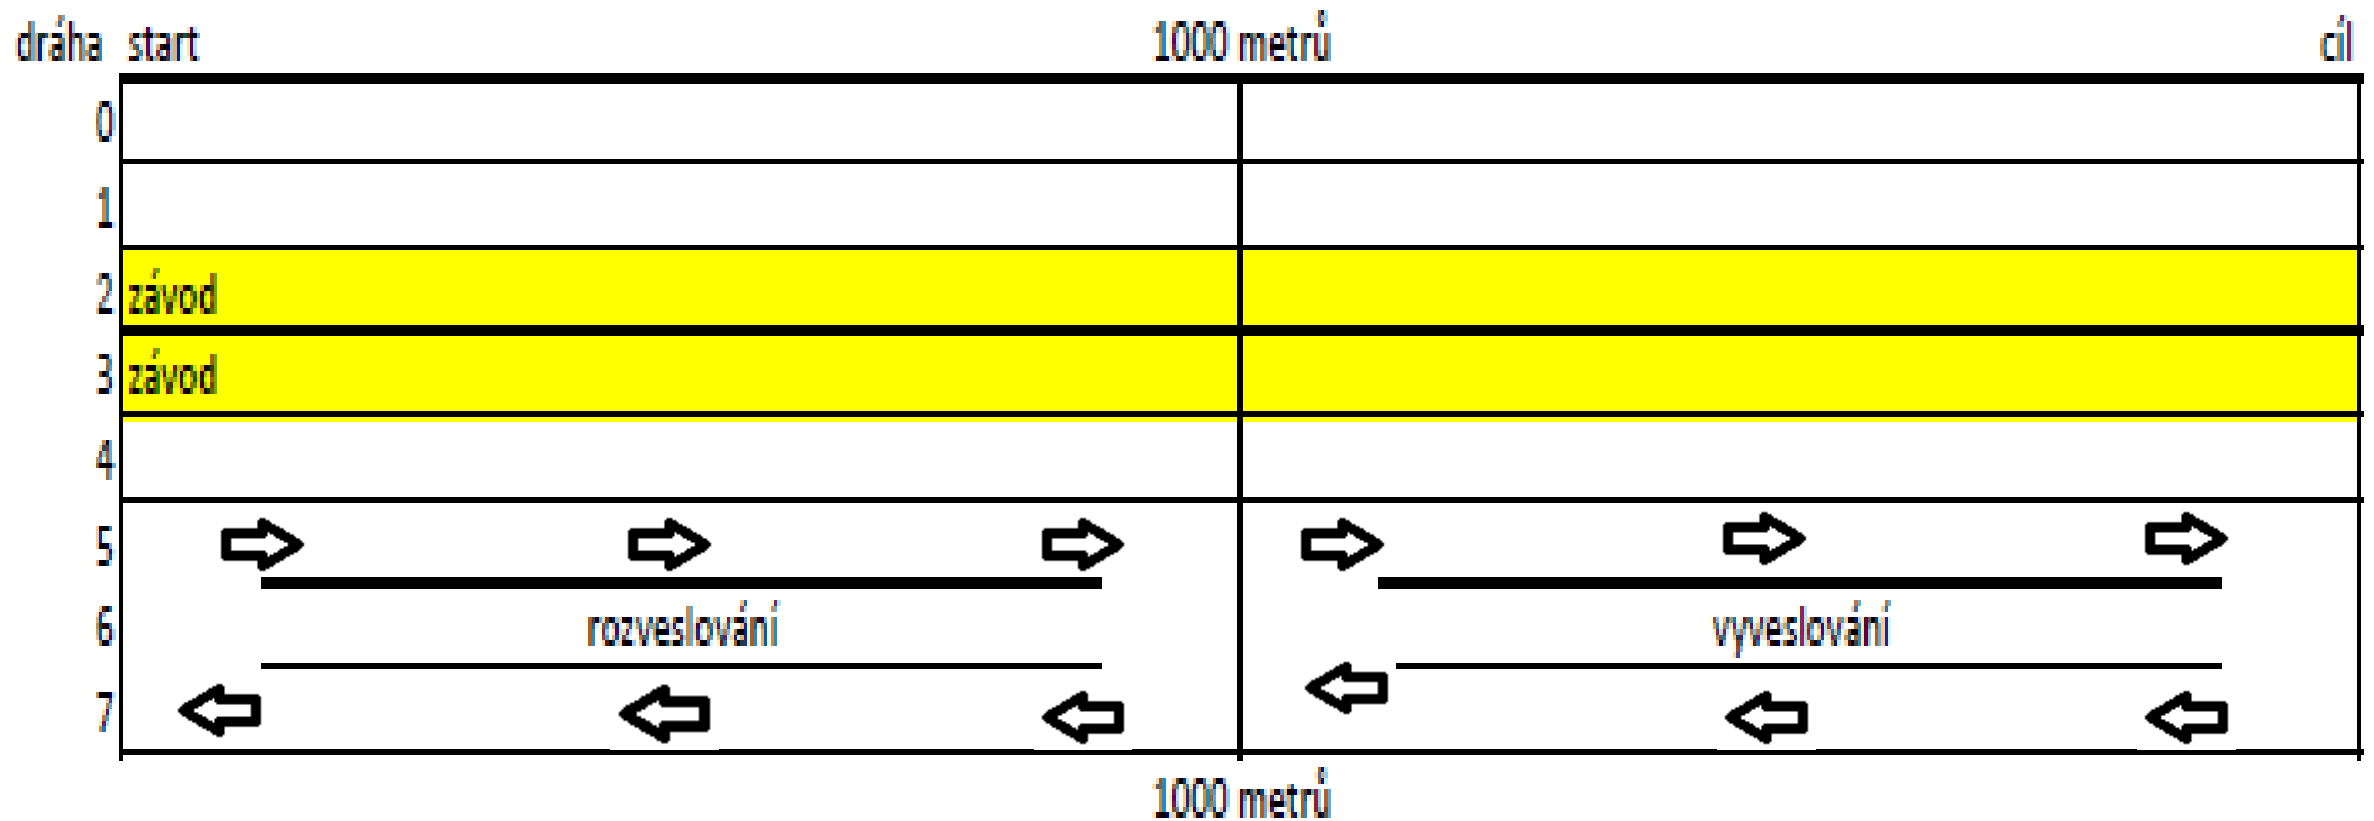 dráha start 1000 metrů cíl
0
1
2 závod
3 závod
4
5
6 rozveslování vyveslování
7
1000 metrů